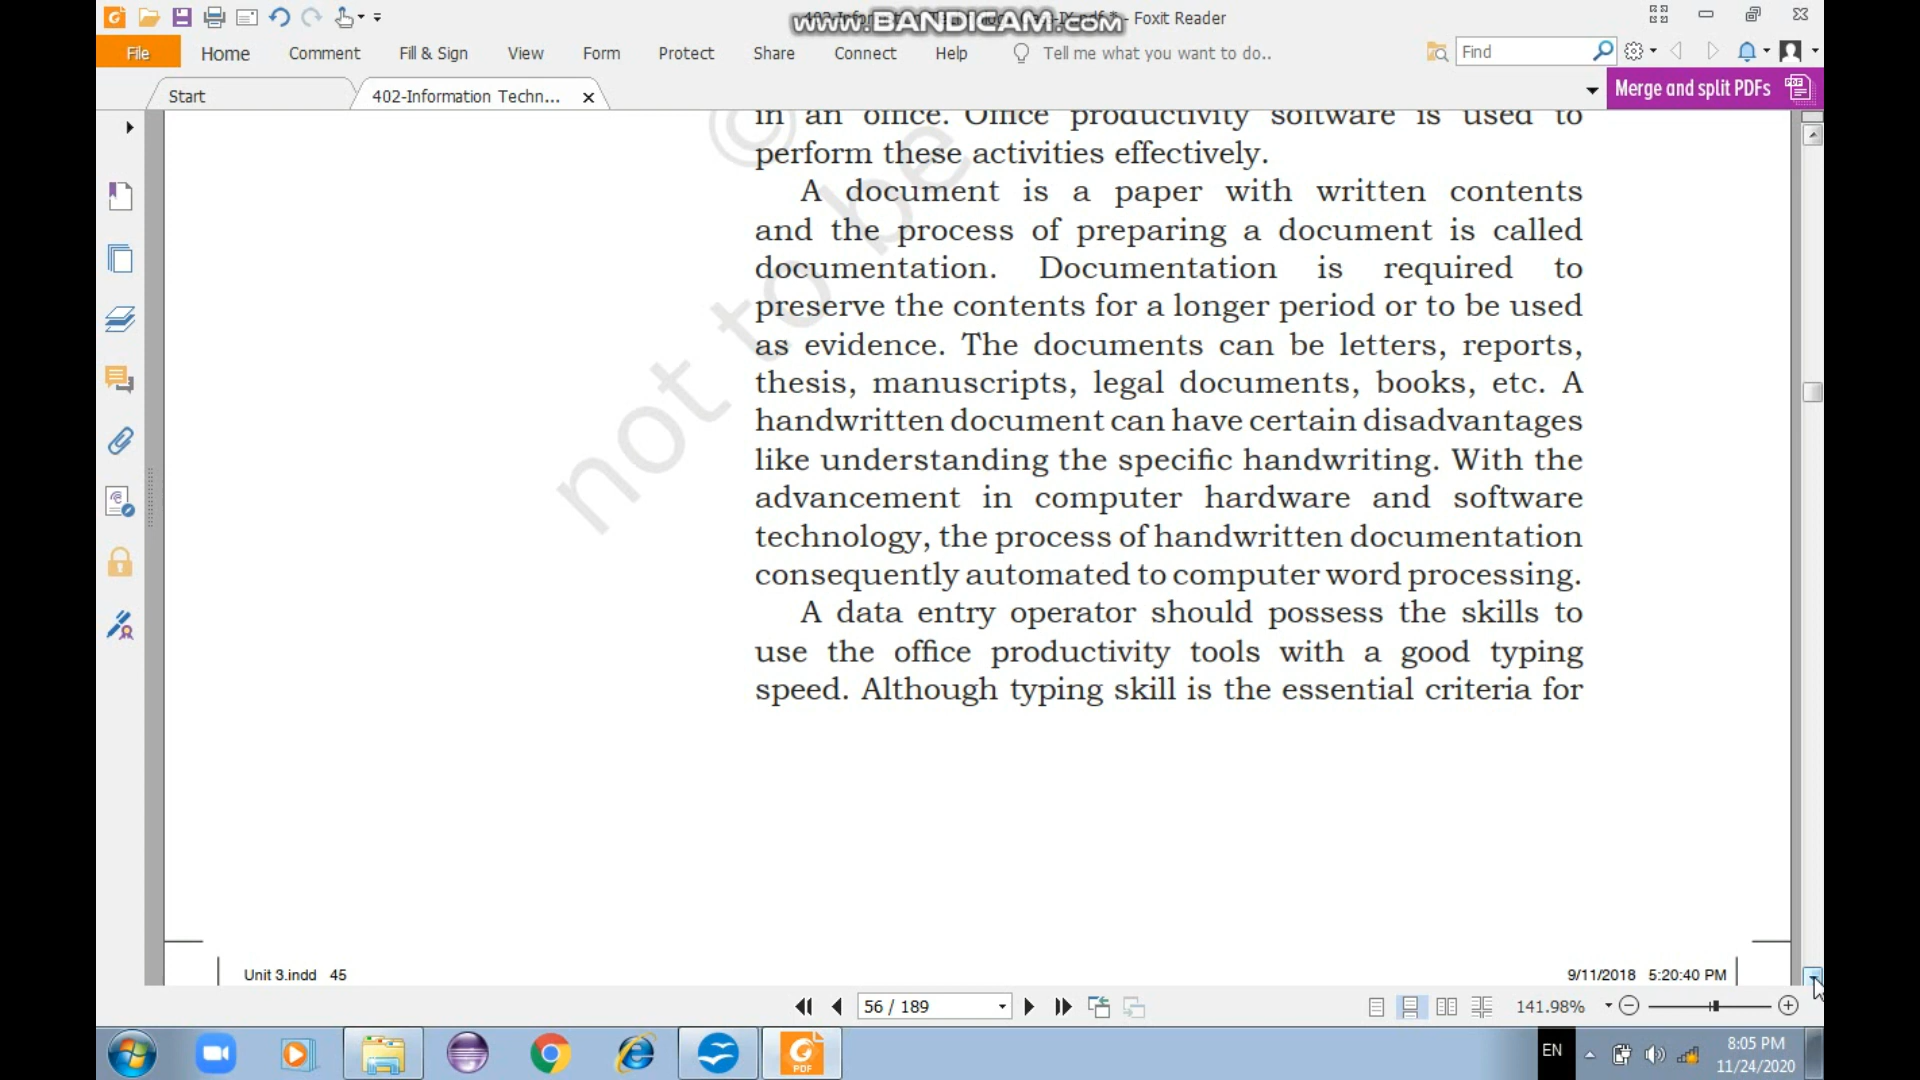 www.BANDICAM.com - Foxit Reader
File Home Comment Fill & Sign View Form Protect Share Connect Help Tell me what you want to do.. Find
Start 402-Information Techn... Merge and split PDFs
in an office. Office productivity software is used to
perform these activities effectively.
A document is a paper with written contents
and the process of preparing a document is called
documentation. Documentation is required to
preserve the contents for a longer period or to be used
as evidence. The documents can be letters, reports,
thesis, manuscripts, legal documents, books, etc. A
handwritten document can have certain disadvantages
like understanding the specific handwriting. With the
advancement in computer hardware and software
technology, the process of handwritten documentation
consequently automated to computer word processing.
A data entry operator should possess the skills to
use the office productivity tools with a good typing
speed. Although typing skill is the essential criteria for
© not to be
Unit 3.indd 45 9/11/2018 5:20:40 PM
56 / 189 141.98%
EN 8:05 PM
11/24/2020
PDF